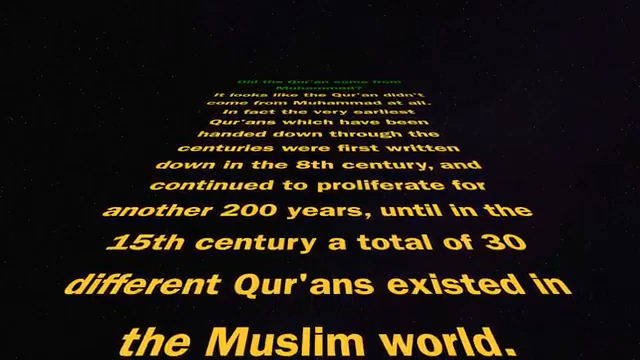 Did the Qur'an come from
Muhammad?
It looks like the Qur'an didn't
come from Muhammad at all.
In fact the very earliest
Qur'ans which have been
handed down through the
centuries were first written
down in the 8th century, and
continued to proliferate for
another 200 years, until in the
15th century a total of 30
different Qur'ans existed in
the Muslim world.